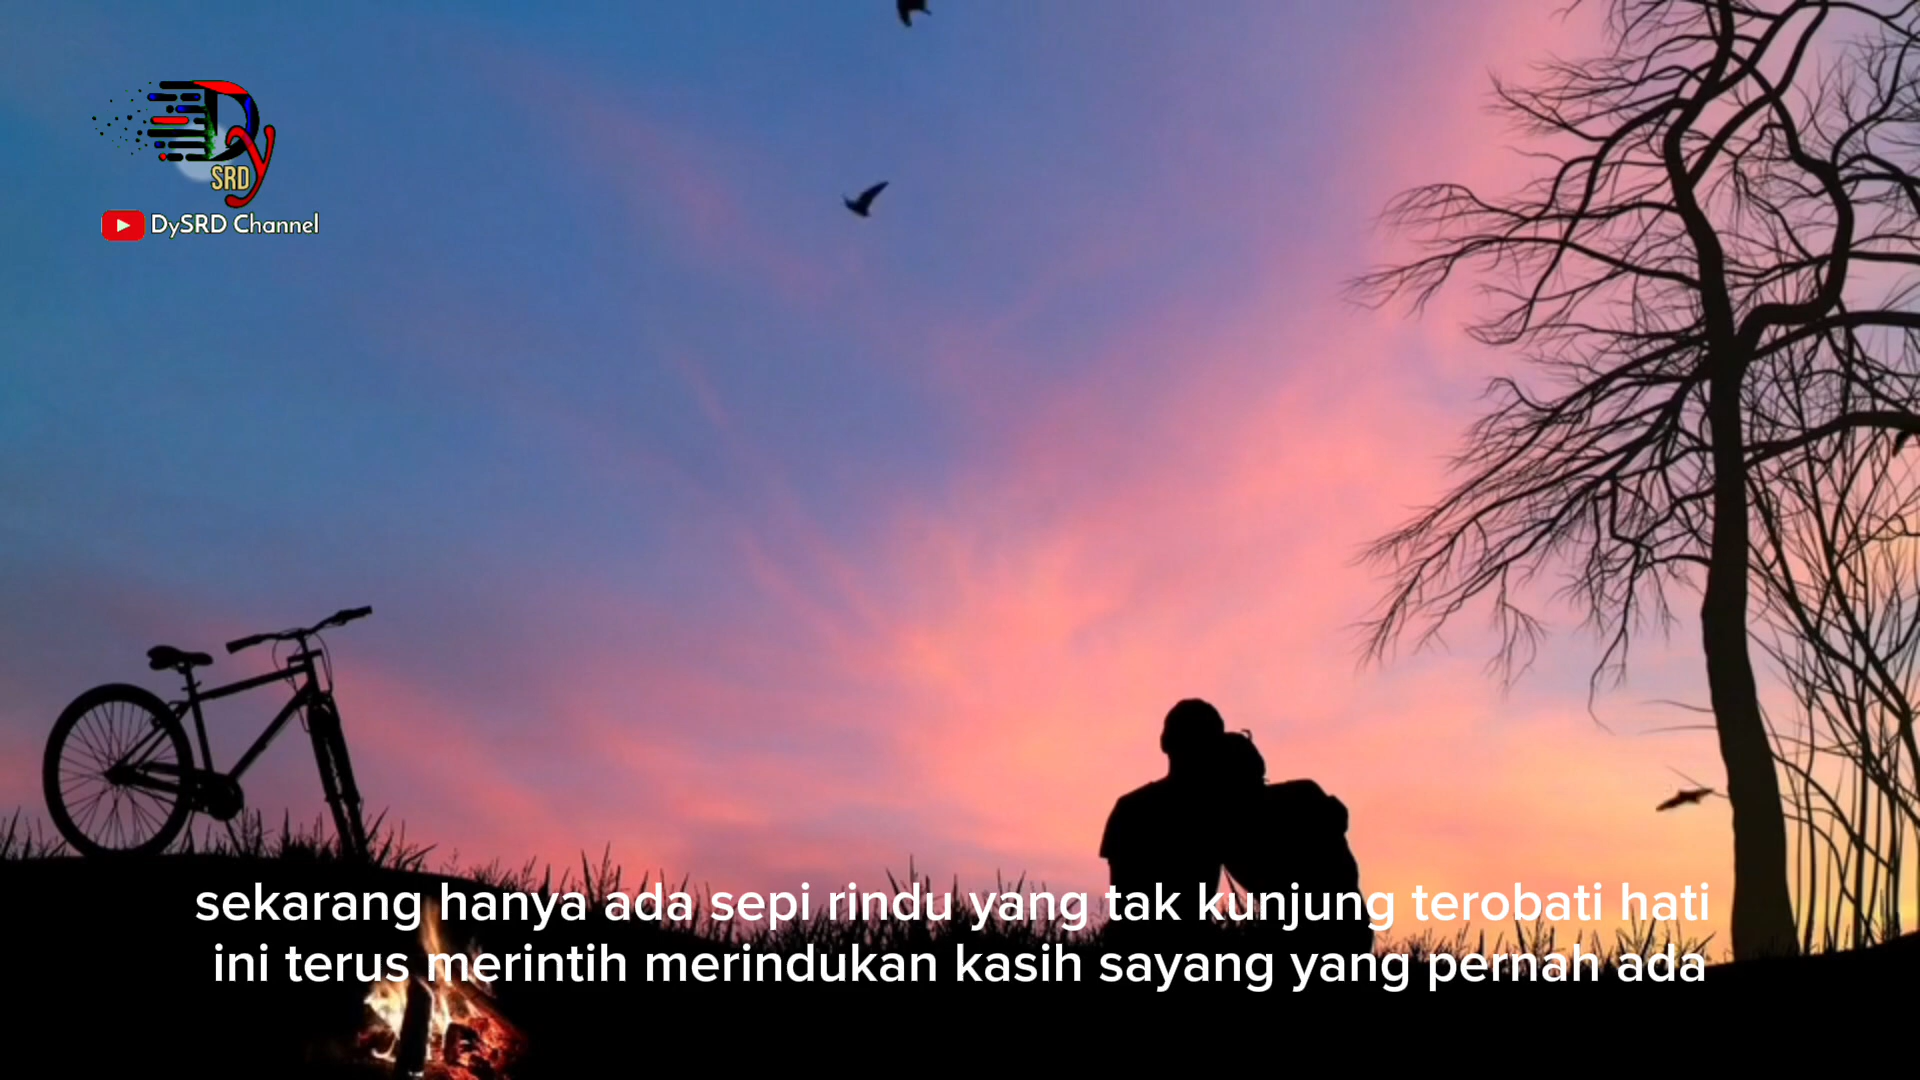 Dy
SRD
DySRD Channel
sekarang hanya ada sepi rindu yang tak kunjung terobati hati
ini terus merintih merindukan kasih sayang yang pernah ada